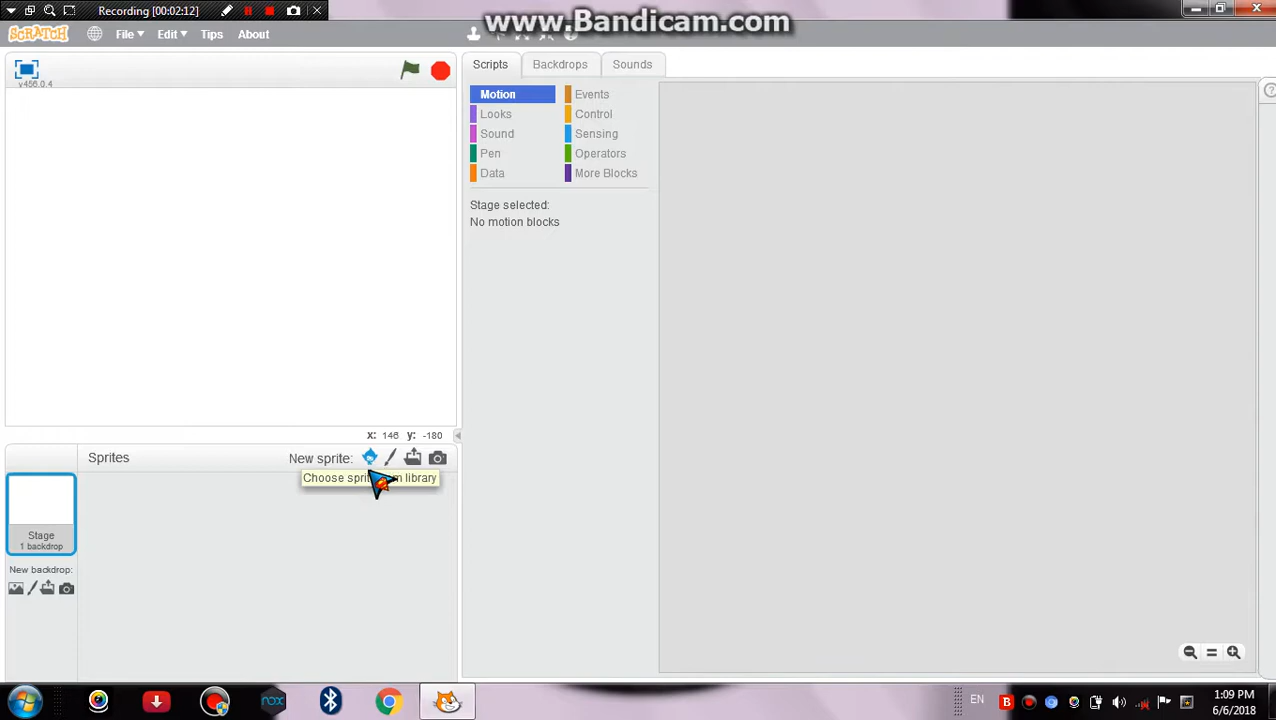 Recording [00:02:12]
www.Bandicam.com
SCRATCH
File
Edit
Tips
About
v456.0.4
Scripts
Backdrops
Sounds
Motion
Events
Looks
Control
Sound
Sensing
Pen
Operators
Data
More Blocks
Stage selected:
No motion blocks
x: 146 y: -180
Sprites
New sprite:
Choose library
Stage
1 backdrop
New backdrop:
nox
EN
1:09 PM
6/6/2018